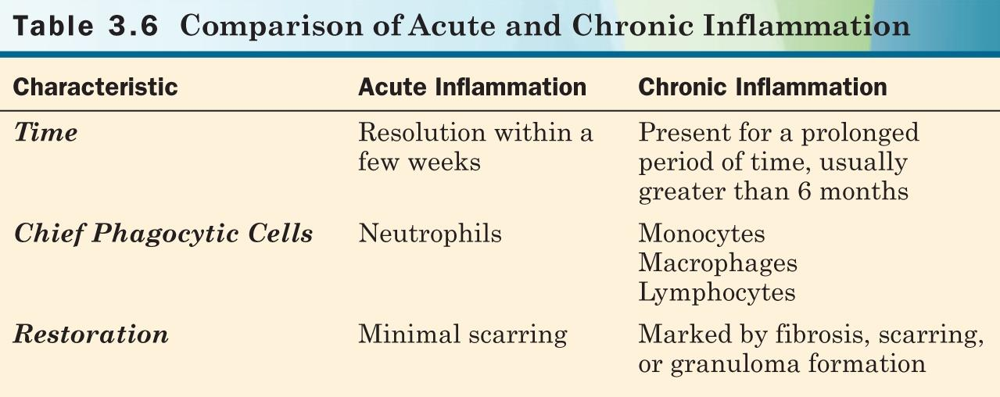 Table 3.6 Comparison of Acute and Chronic Inflammation
Characteristic Acute Inflammation Chronic Inflammation
Time Resolution within a Present for a prolonged
few weeks period of time, usually
greater than 6 months
Chief Phagocytic Cells Neutrophils Monocytes
Macrophages
Lymphocytes
Restoration Minimal scarring Marked by fibrosis, scarring,
or granuloma formation